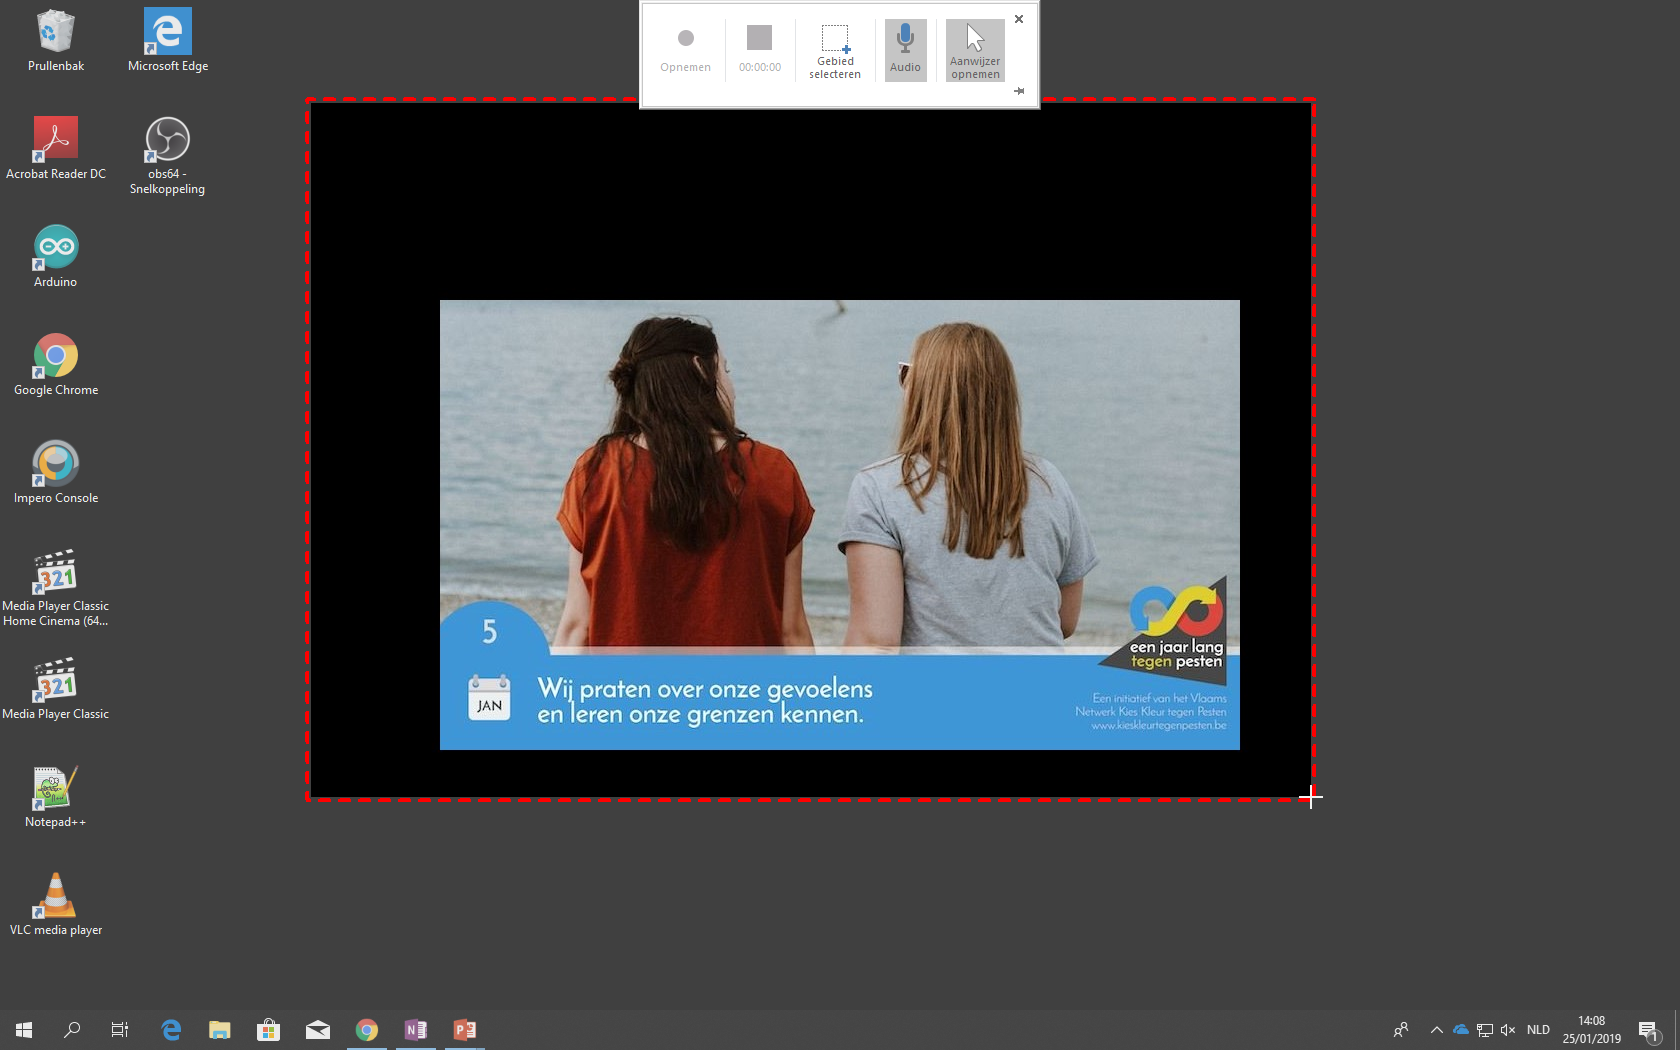 Prullenbak
Microsoft Edge
Acrobat Reader DC
obs64 -
Snelkoppeling
Arduino
Google Chrome
Impero Console
321
Media Player Classic
Home Cinema (64...
321
Media Player Classic
Notepad++
VLC media player
Opnemen
00:00:00
Gebied
selecteren
Audio
Aanwijzer
opnemen
5
JAN
Wij praten over onze gevoelens
en leren onze grenzen kennen.
een jaar lang
tegen pesten
Een initiatief van het Vlaams
Netwerk Kies Kleur tegen Pesten
www.kieskleurtegenpesten.be
N
P
NLD
14:08
25/01/2019
1